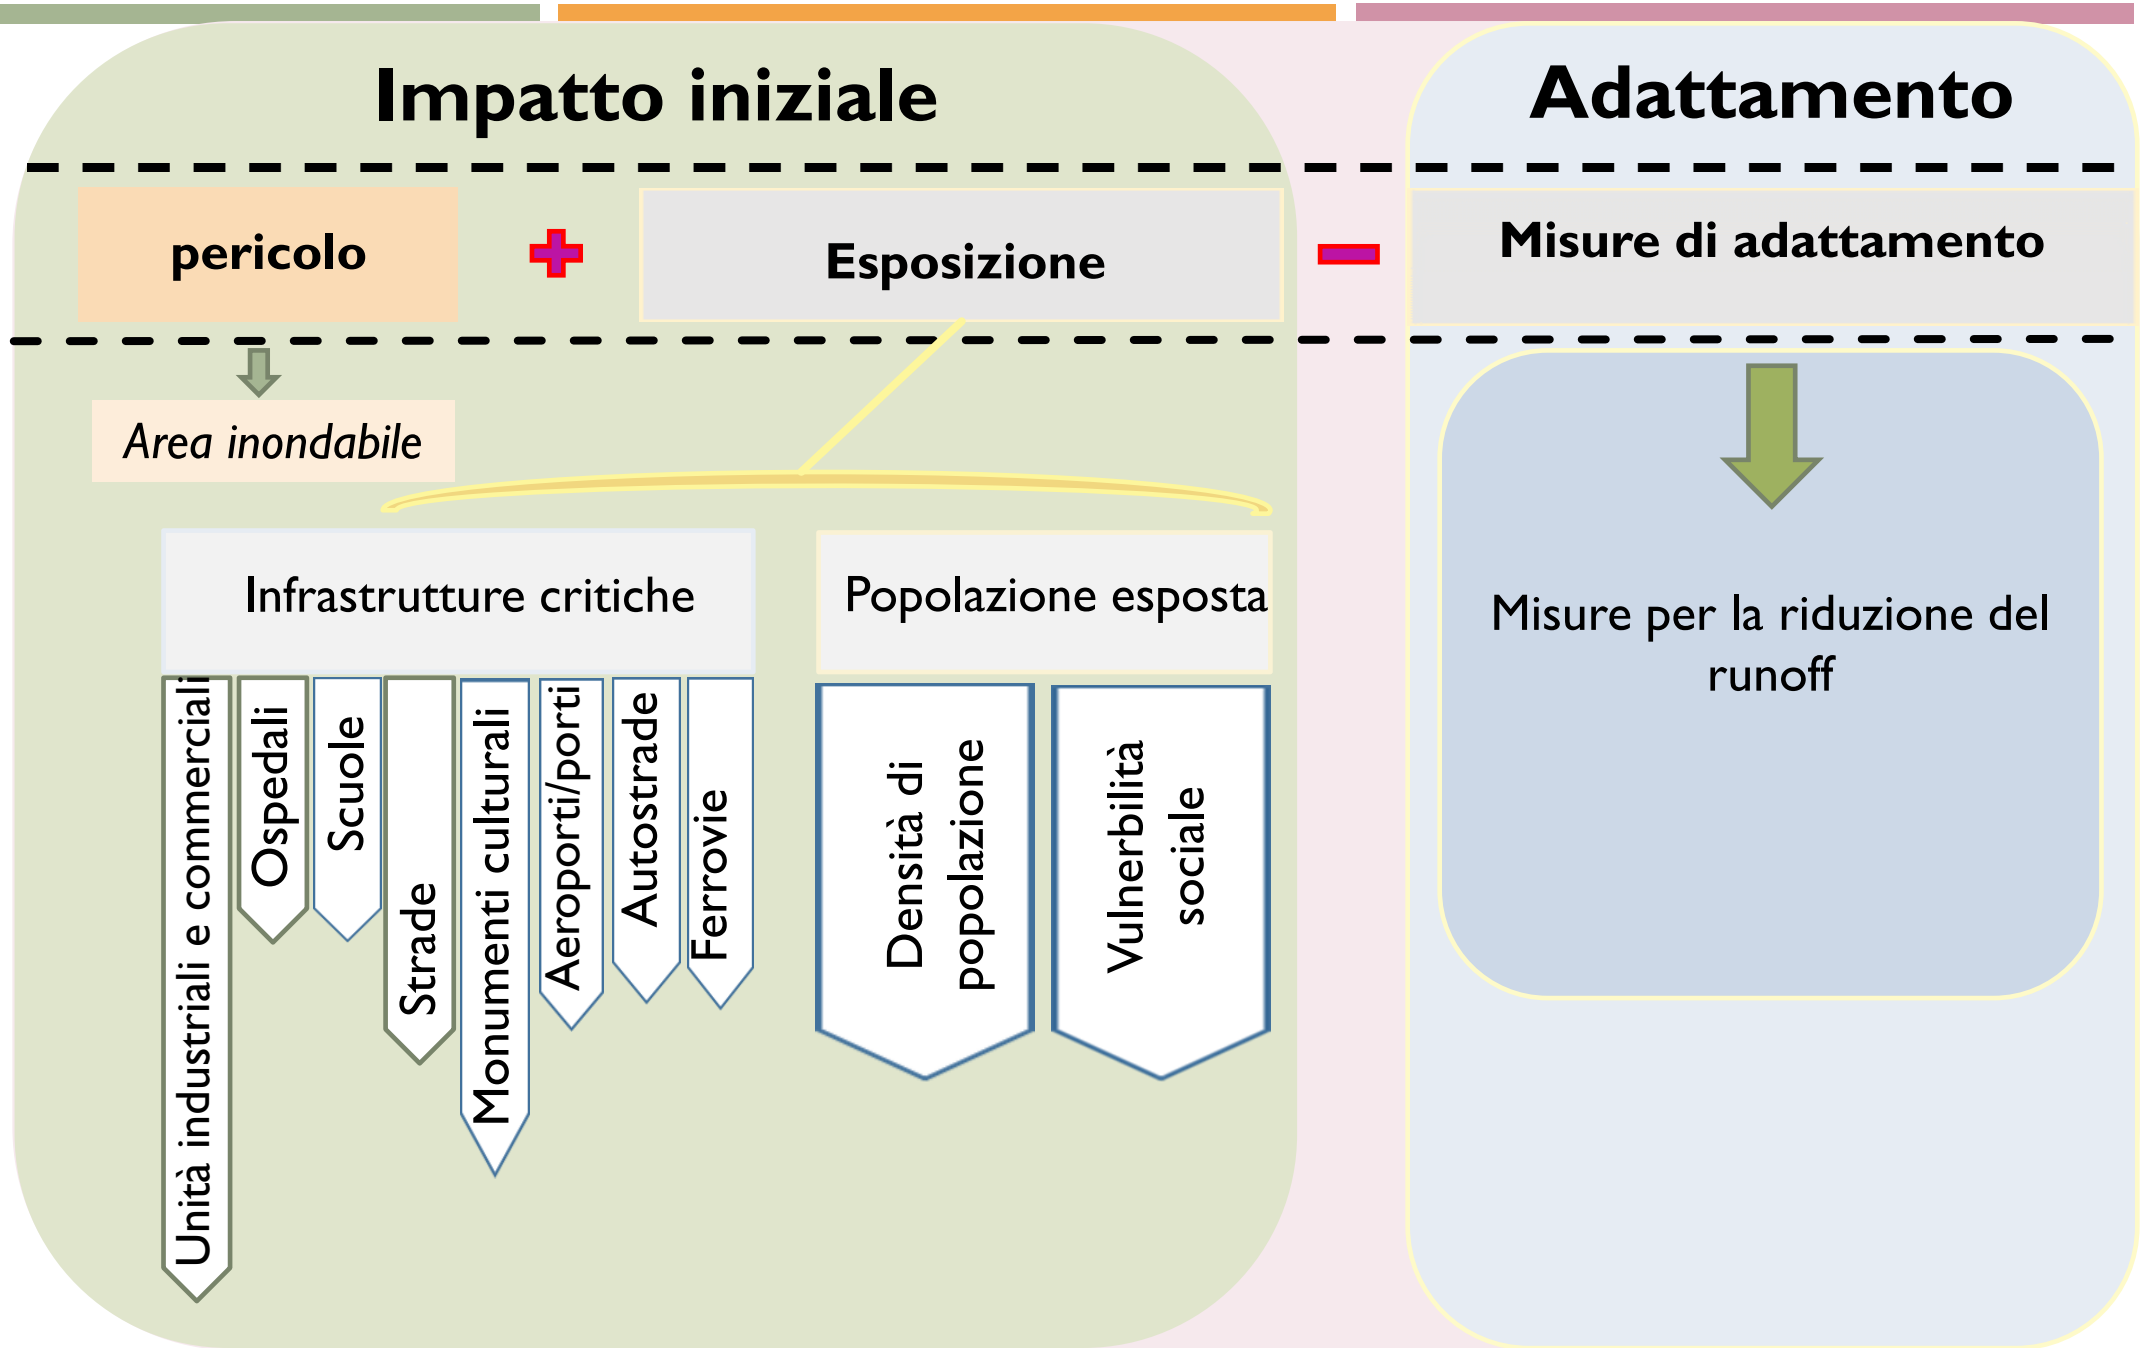 Impatto iniziale
Adattamento
pericolo
Esposizione
Misure di adattamento
Area inondabile
Infrastrutture critiche
Popolazione esposta
Unità industriali e commerciali
Ospedali
Scuole
Strade
Monumenti culturali
Aeroporti/porti
Autostrade
Ferrovie
Densità di
popolazione
Vulnerbilità
sociale
Misure per la riduzione del
runoff